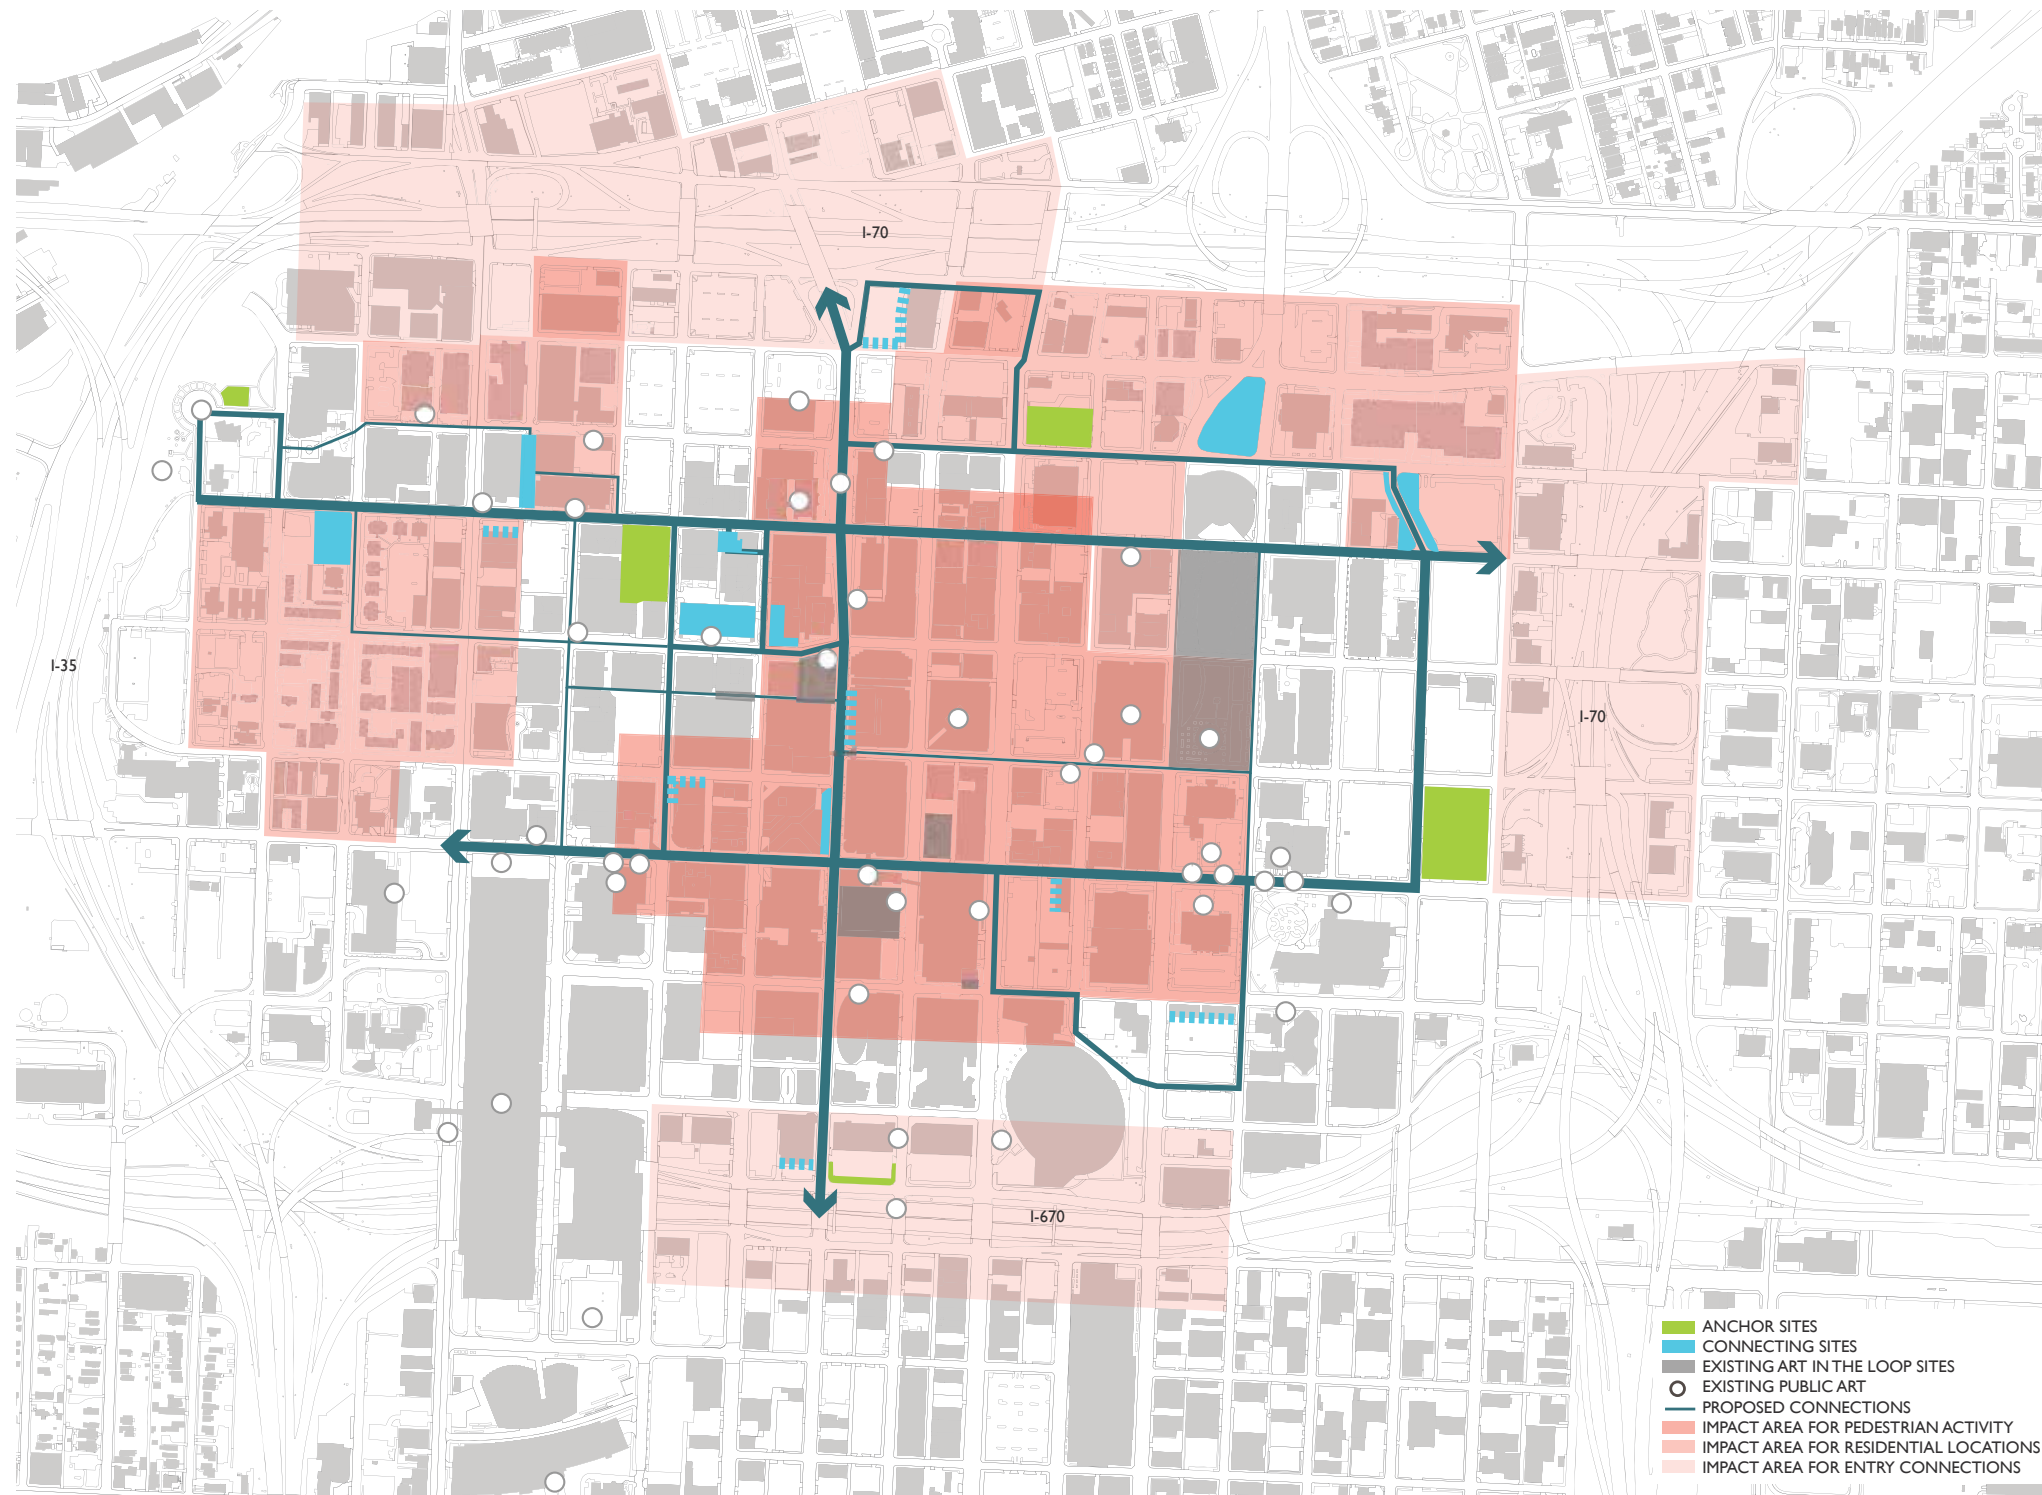 I-70
I-35
I-70
I-670
ANCHOR SITES
CONNECTING SITES
EXISTING ART IN THE LOOP SITES
EXISTING PUBLIC ART
PROPOSED CONNECTIONS
IMPACT AREA FOR PEDESTRIAN ACTIVITY
IMPACT AREA FOR RESIDENTIAL LOCATIONS
IMPACT AREA FOR ENTRY CONNECTIONS